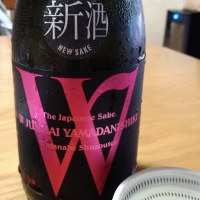 新酒
NEW SAKE
W
The Japanese Sake
W JUNMAI YAMADANISHIKI
Watanabe Shuzouten